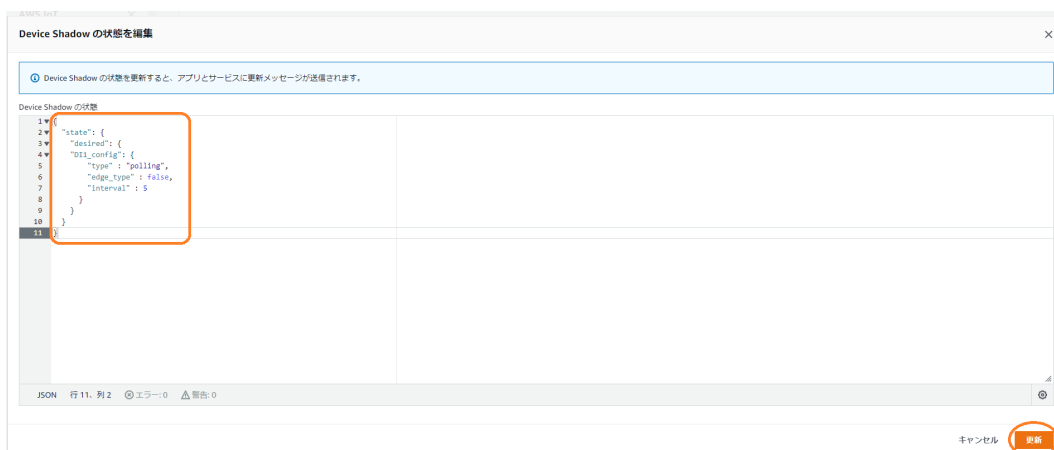 AWS IoT
Device Shadow の状態を編集
Device Shadow の状態を更新すると、アプリとサービスに更新メッセージが送信されます。
Device Shadow の状態
1 {
2 "state": {
3 "desired": {
4 "DI1_config": {
5 "type" : "polling",
6 "edge_type" : false,
7 "interval" : 5
8 }
9 }
10 }
11 }
JSON 行 11、列 2 エラー: 0 警告: 0
キャンセル 更新